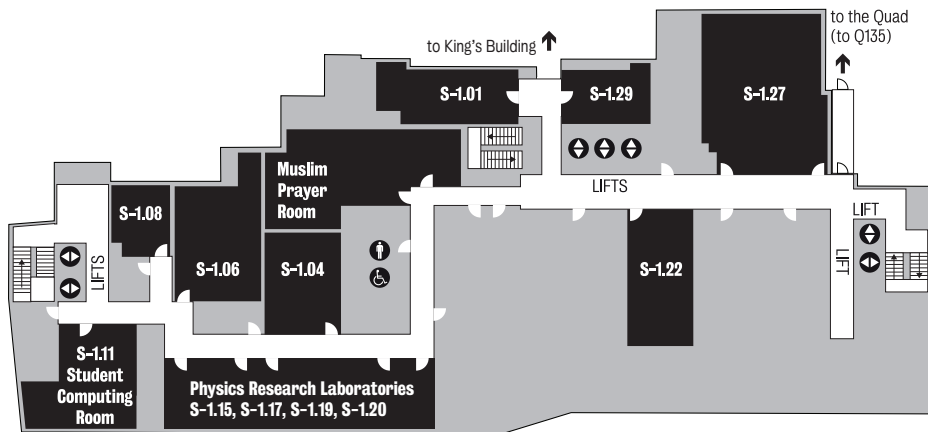 to the Quad
(to Q135)
to King's Building
S-1.01
S-1.29
S-1.27
Muslim
Prayer
Room
LIFTS
S-1.08
LIFT
S-1.06
S-1.04
S-1.22
LIFTS
LIFT
S-1.11
Student
Computing
Room
Physics Research Laboratories
S-1.15, S-1.17, S-1.19, S-1.20